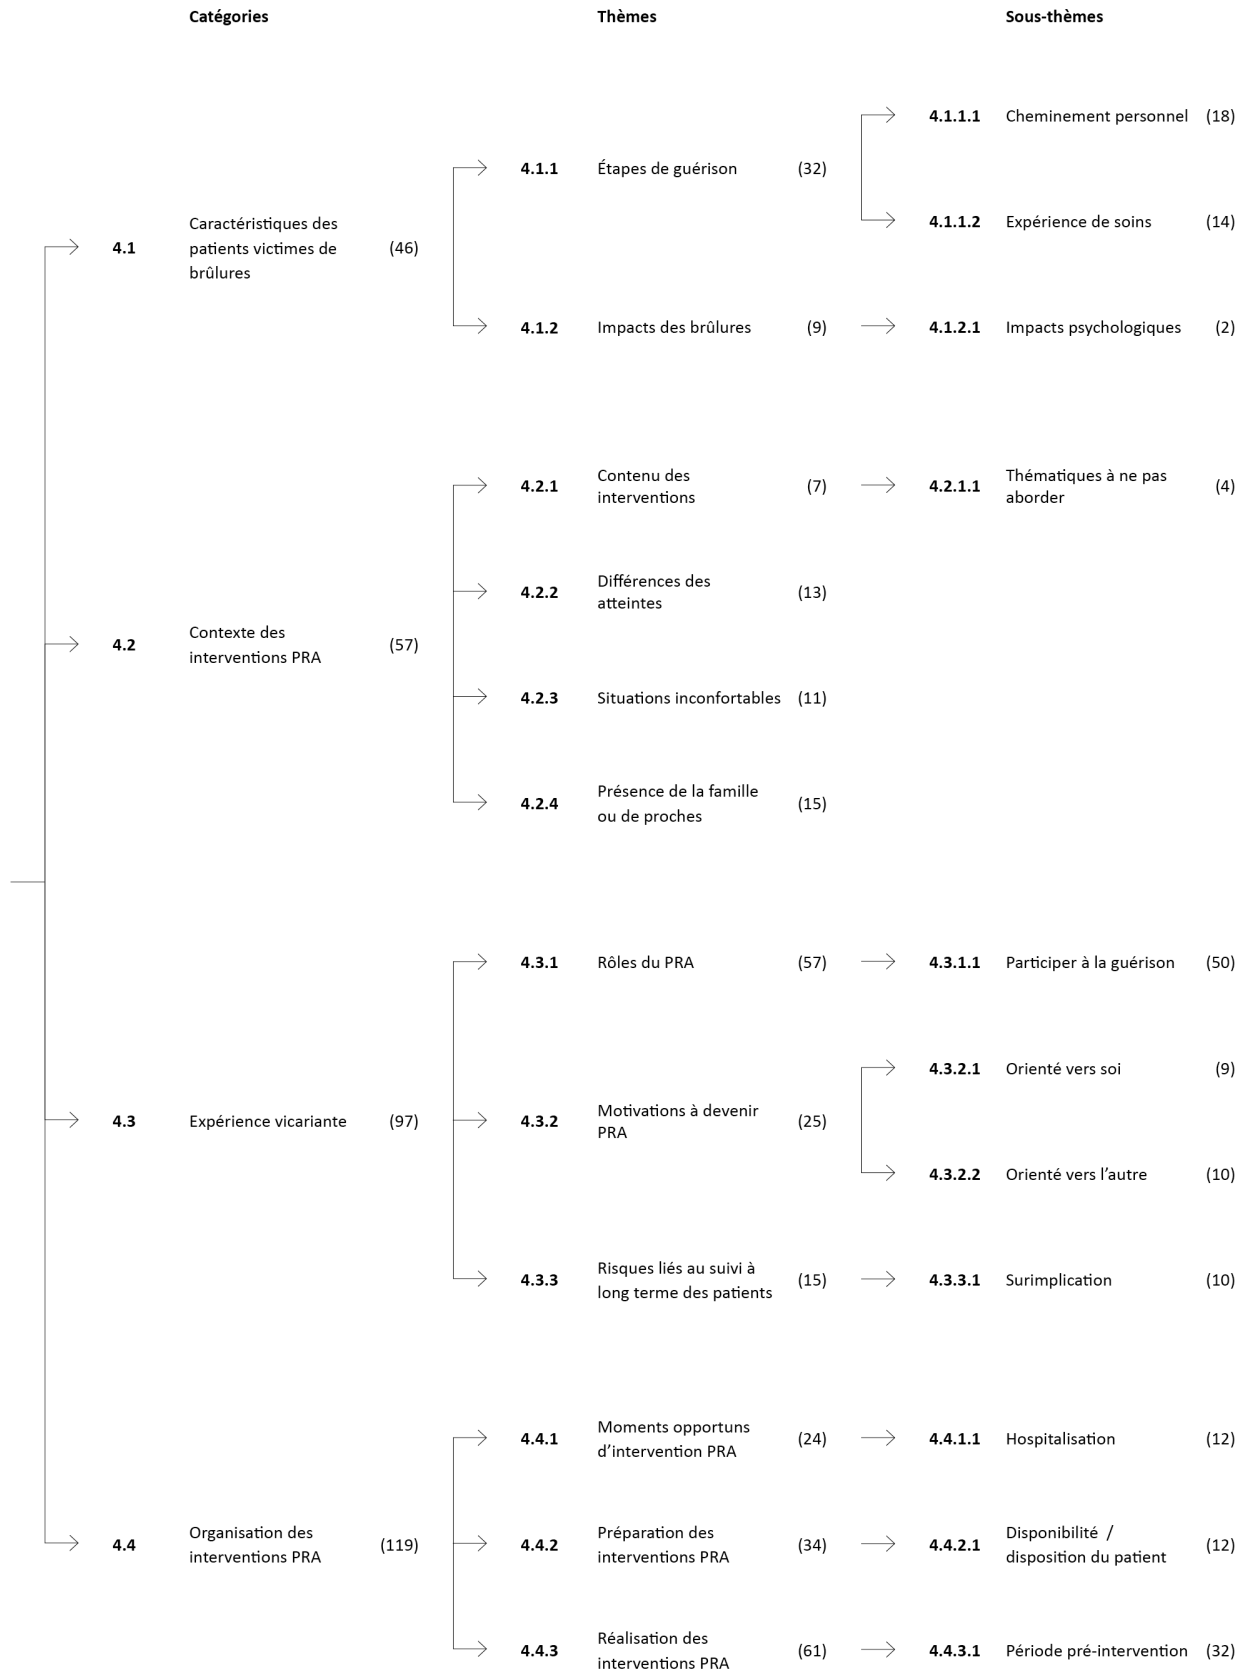 Catégories Thèmes Sous-thèmes
4.1.1.1 Cheminement personnel (18)
4.1.1 Étapes de guérison (32)
4.1.1.2 Expérience de soins (14)
4.1 Caractéristiques des
patients victimes de
brûlures (46)
4.1.2 Impacts des brûlures (9) 4.1.2.1 Impacts psychologiques (2)
4.2.1 Contenu des
interventions (7) 4.2.1.1 Thématiques à ne pas
aborder (4)
4.2.2 Différences des
atteintes (13)
4.2 Contexte des
interventions PRA (57)
4.2.3 Situations inconfortables (11)
4.2.4 Présence de la famille
ou de proches (15)
4.3.1 Rôles du PRA (57) 4.3.1.1 Participer à la guérison (50)
4.3.2.1 Orienté vers soi (9)
4.3 Expérience vicariante (97) 4.3.2 Motivations à devenir
PRA (25)
4.3.2.2 Orienté vers l’autre (10)
4.3.3 Risques liés au suivi à
long terme des patients (15) 4.3.3.1 Surimplication (10)
4.4.1 Moments opportuns
d’intervention PRA (24) 4.4.1.1 Hospitalisation (12)
4.4 Organisation des
interventions PRA (119)
4.4.2 Préparation des
interventions PRA (34) 4.4.2.1 Disponibilité /
disposition du patient (12)
4.4.3 Réalisation des
interventions PRA (61) 4.4.3.1 Période pré-intervention (32)